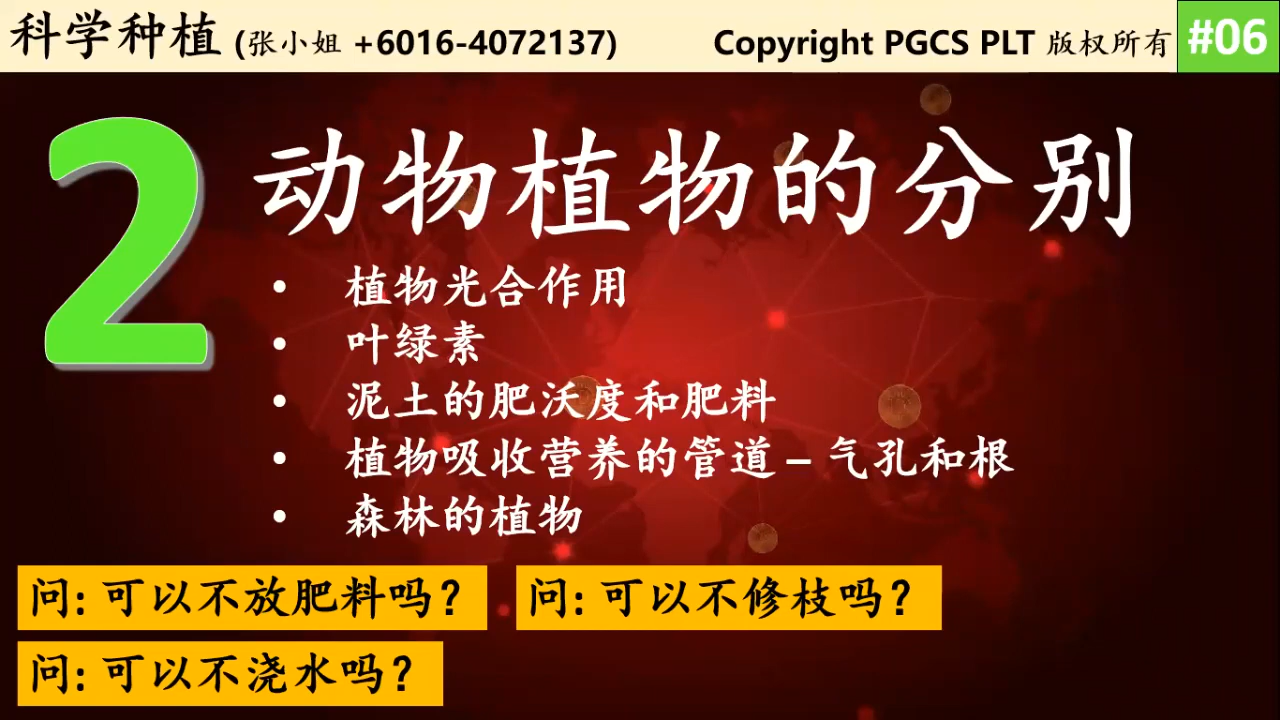 科学种植 (张小姐 +6016-4072137) Copyright PGCS PLT 版权所有 #06
2 动物植物的分别
• 植物光合作用
• 叶绿素
• 泥土的肥沃度和肥料
• 植物吸收营养的管道 – 气孔和根
• 森林的植物
问: 可以不放肥料吗? 问: 可以不修枝吗?
问: 可以不浇水吗?